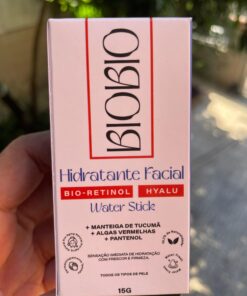 BIOBIO
Hidratante Facial
BIO-RETINOL HYALU
Water Stick
+ MANTEIGA DE TUCUMÃ
+ ALGAS VERMELHAS
+ PANTENOL
SENSAÇÃO IMEDIATA DE HIDRATAÇÃO
COM FRESCOR E FIRMEZA.
TODOS OS TIPOS DE PELE
15G